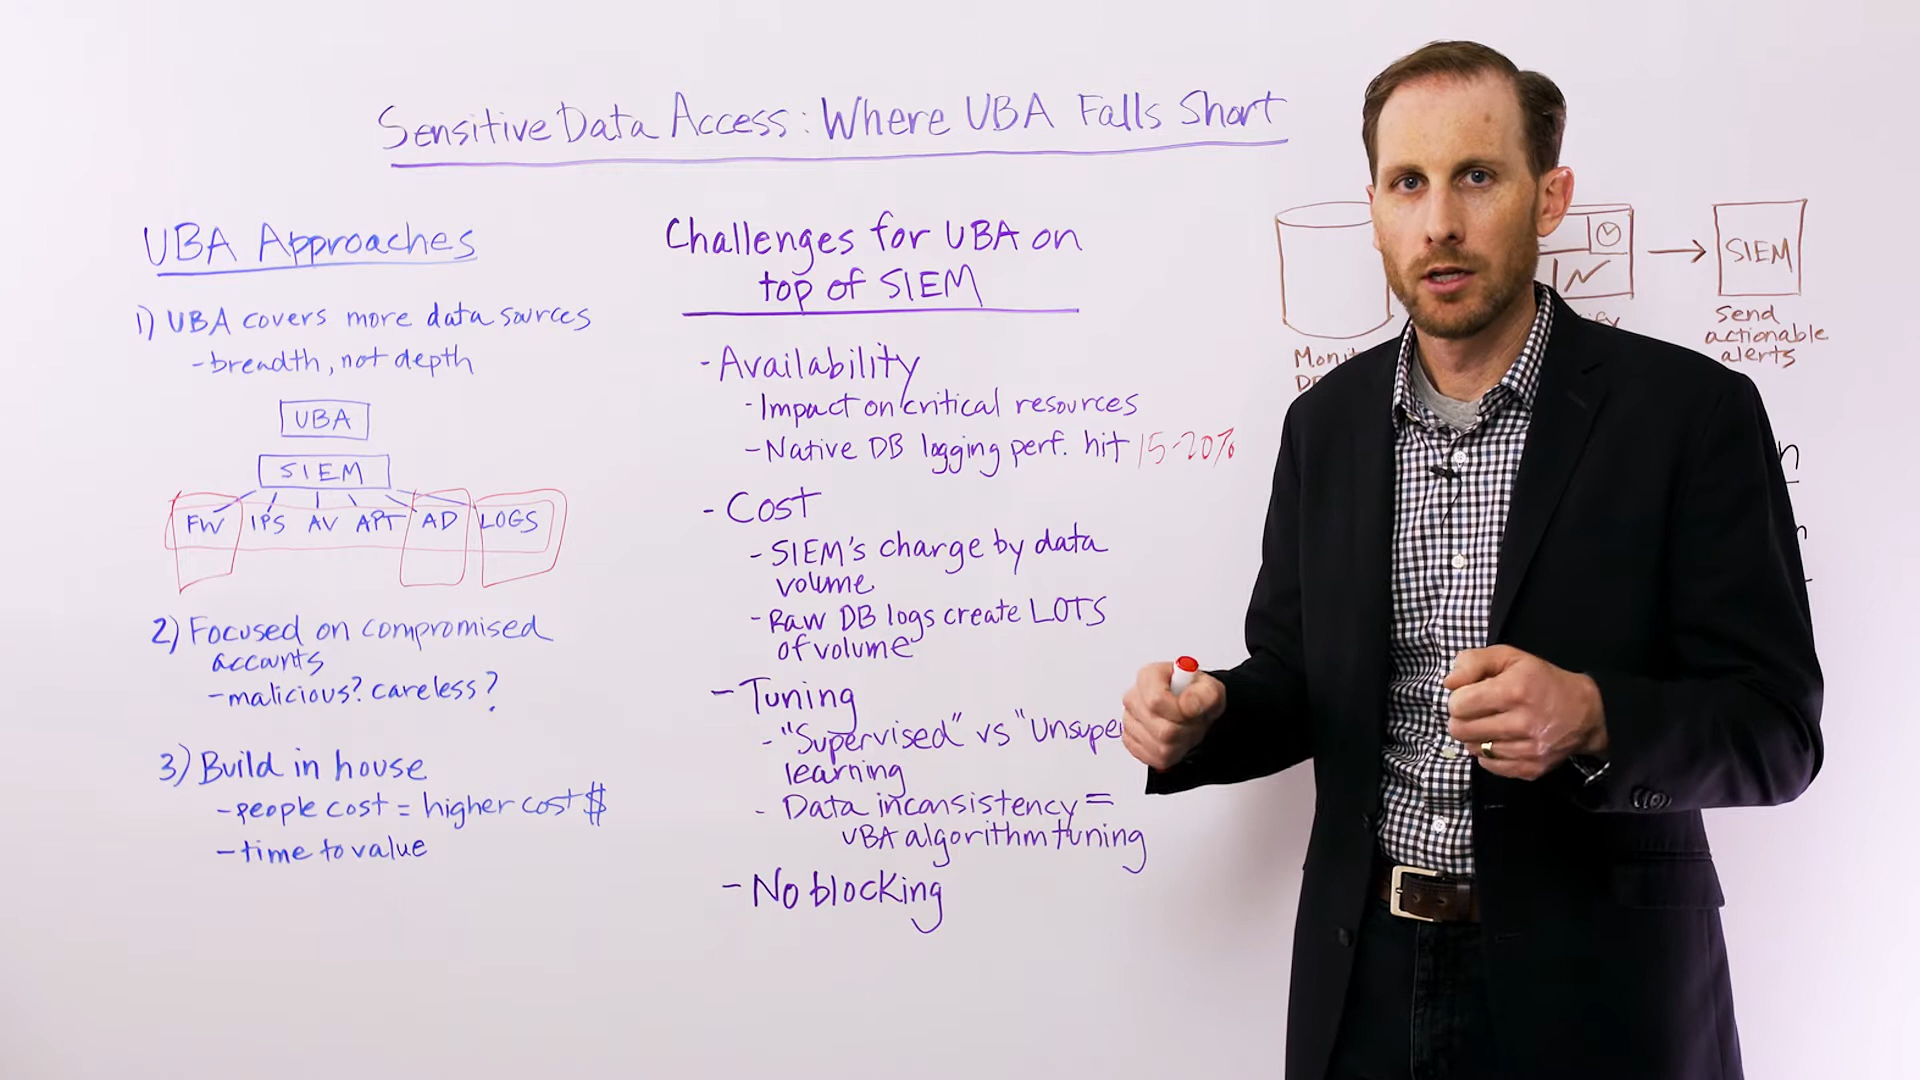 Sensitive Data Access: Where UBA Falls Short
UBA Approaches
1) UBA covers more data sources
- breadth, not depth
UBA
SIEM
FW IPS AV APT AD LOGS
2) Focused on compromised
accounts
- malicious? careless?
3) Build in house
- people cost = higher cost $
- time to value
Challenges for UBA on
top of SIEM
- Availability
- Impact on critical resources
- Native DB logging perf. hit 15-20%
- Cost
- SIEM's charge by data
volume
- Raw DB logs create LOTS
of volume
- Tuning
- "Supervised" vs "Unsuper
learning
- Data inconsistency =
UBA algorithm tuning
- No blocking
SIEM
Send
actionable
alerts